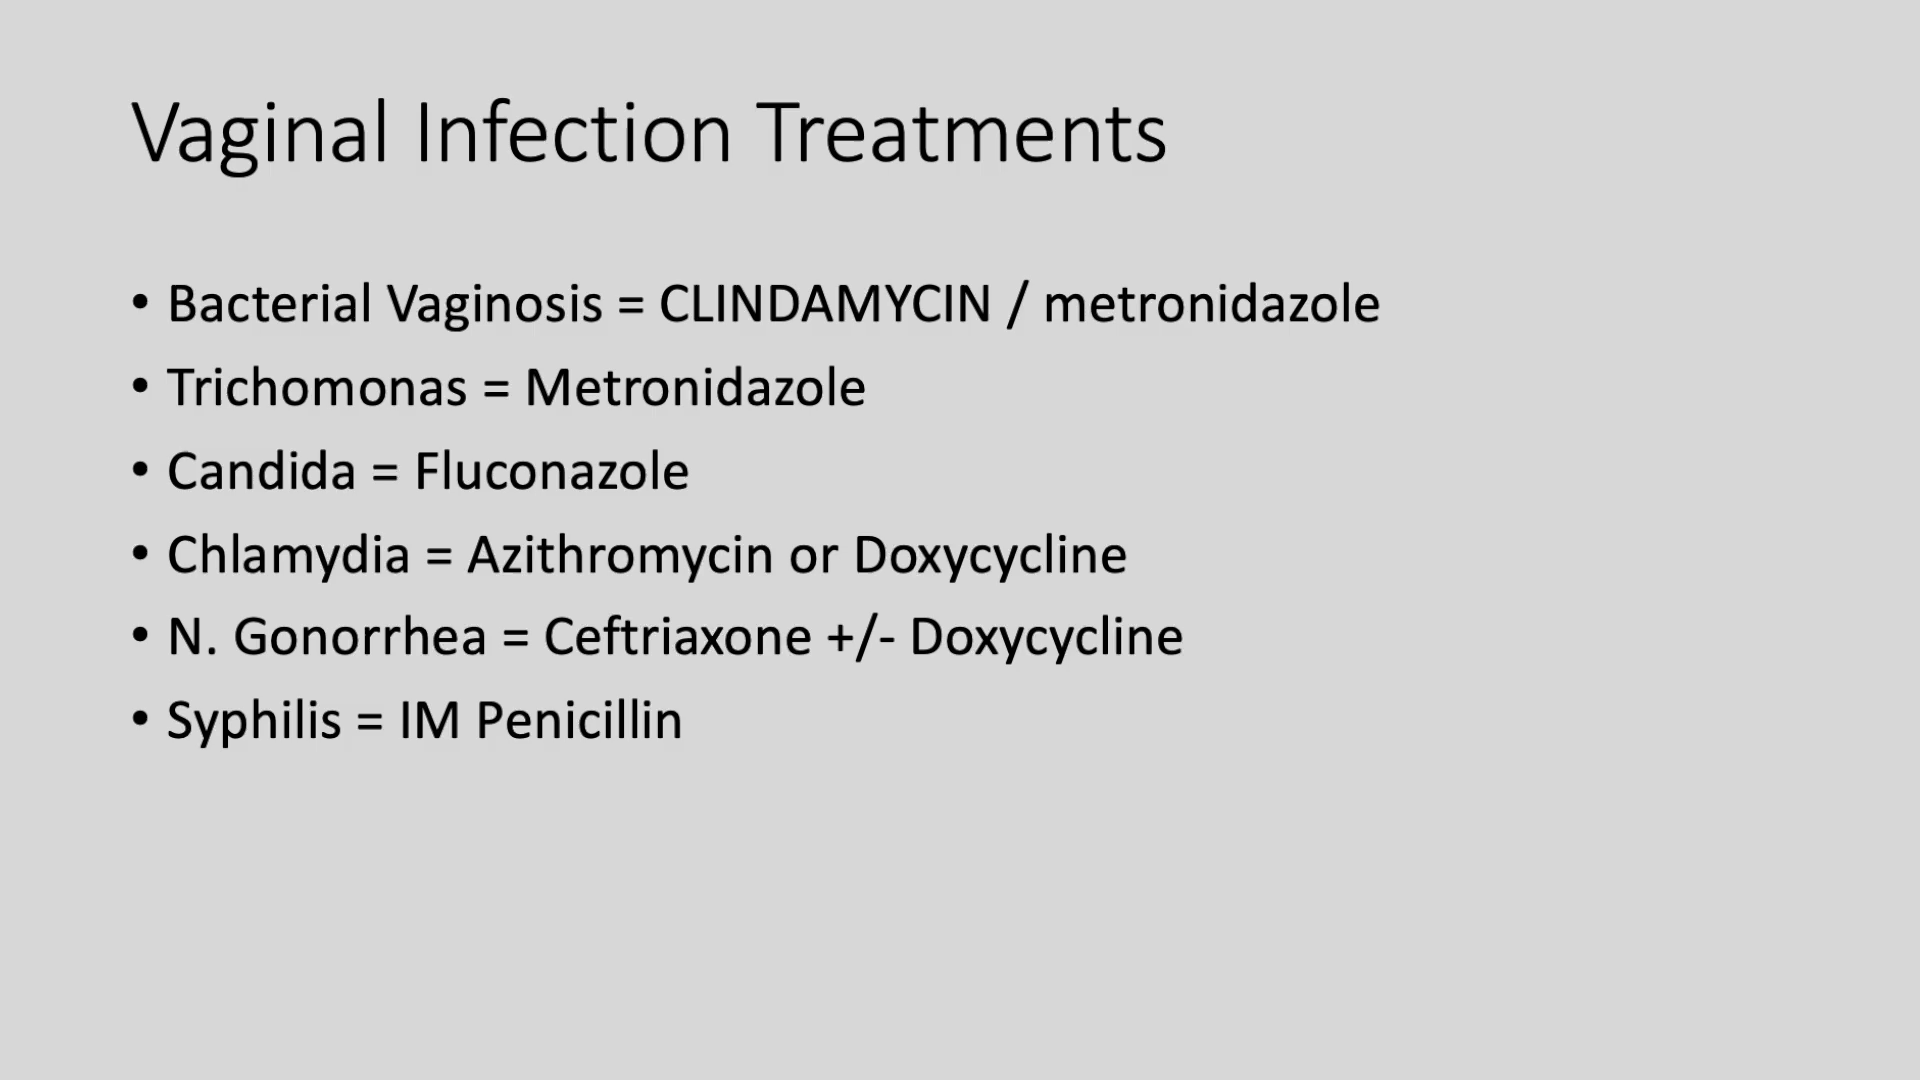 Vaginal Infection Treatments
• Bacterial Vaginosis = CLINDAMYCIN / metronidazole
• Trichomonas = Metronidazole
• Candida = Fluconazole
• Chlamydia = Azithromycin or Doxycycline
• N. Gonorrhea = Ceftriaxone +/- Doxycycline
• Syphilis = IM Penicillin